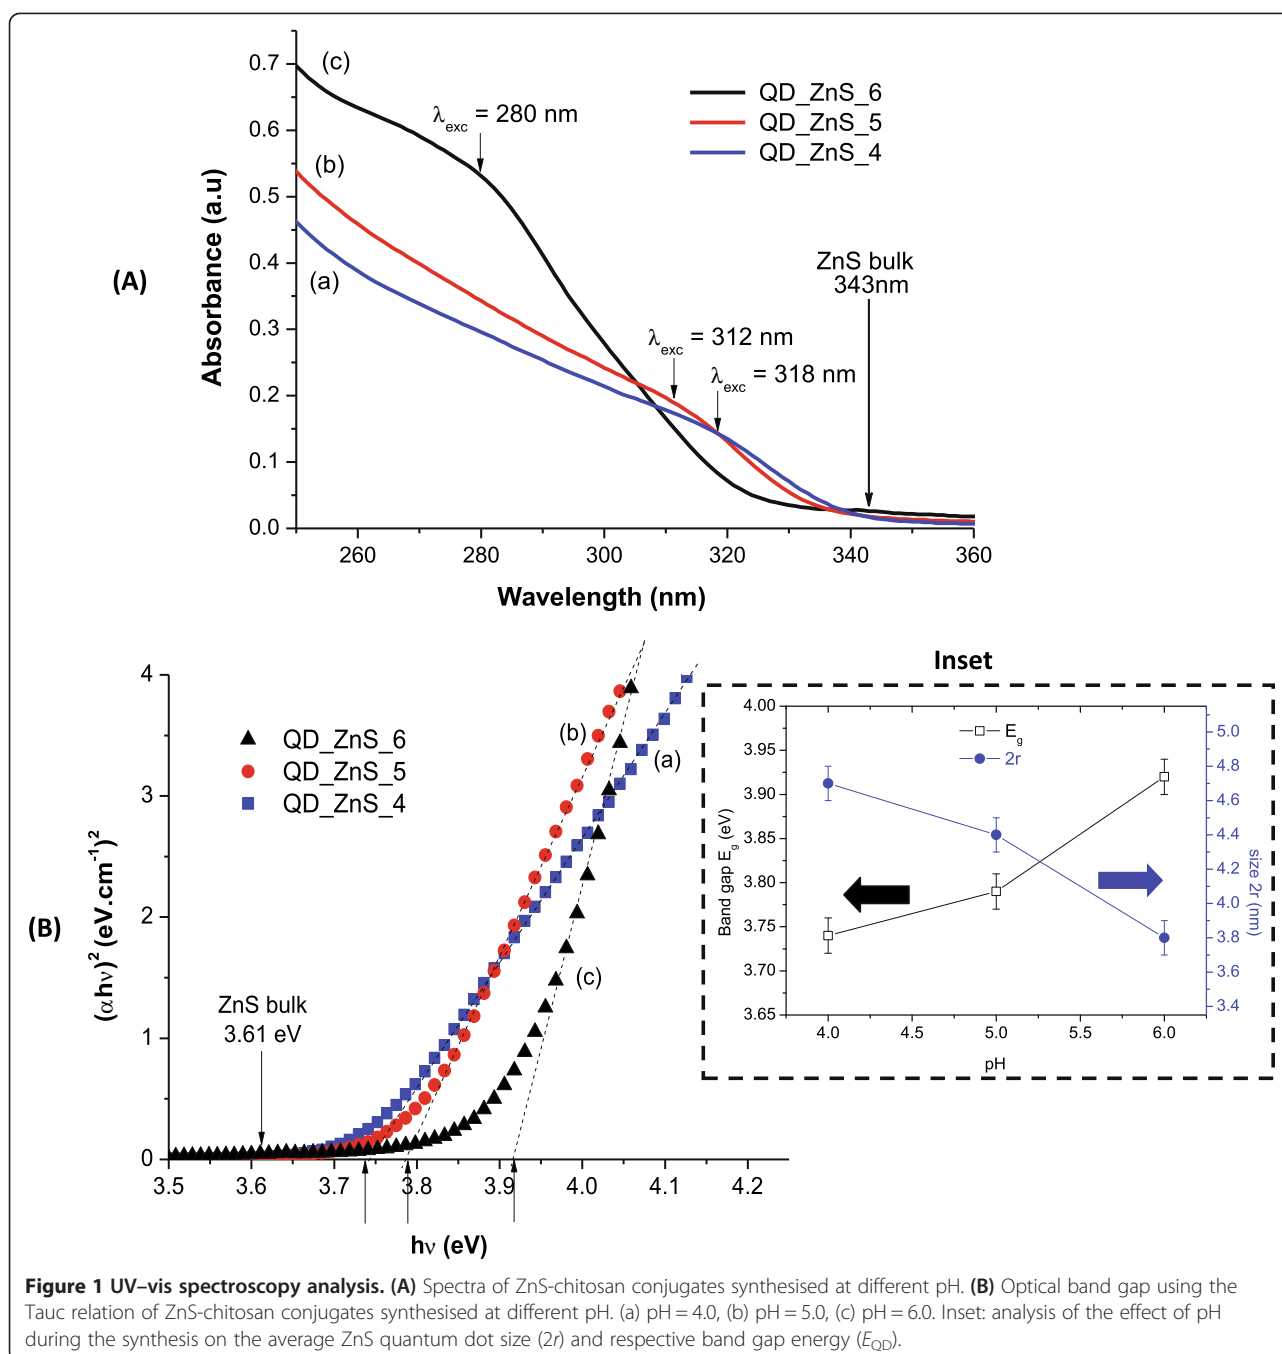 (A)
Absorbance (a.u)
0.7
0.6
0.5
0.4
0.3
0.2
0.1
0.0
(c)
(b)
(a)
λexc = 280 nm
QD_ZnS_6
QD_ZnS_5
QD_ZnS_4
ZnS bulk
343nm
λexc = 312 nm
λexc = 318 nm
260 280 300 320 340 360
Wavelength (nm)
(B)
(αhν)² (eV.cm⁻¹)²
4
3
2
1
0
QD_ZnS_6
QD_ZnS_5
QD_ZnS_4
(b)
(a)
(c)
ZnS bulk
3.61 eV
3.5 3.6 3.7 3.8 3.9 4.0 4.1 4.2
hν (eV)
Inset
Band gap Eg (eV)
4.00
3.95
3.90
3.85
3.80
3.75
3.70
3.65
Eg
2r
5.0
4.8
4.6
4.4
4.2
4.0
3.8
3.6
3.4
size 2r (nm)
4.0 4.5 5.0 5.5 6.0
pH
Figure 1 UV–vis spectroscopy analysis. (A) Spectra of ZnS-chitosan conjugates synthesised at different pH. (B) Optical band gap using the
Tauc relation of ZnS-chitosan conjugates synthesised at different pH. (a) pH = 4.0, (b) pH = 5.0, (c) pH = 6.0. Inset: analysis of the effect of pH
during the synthesis on the average ZnS quantum dot size (2r) and respective band gap energy (EQD).